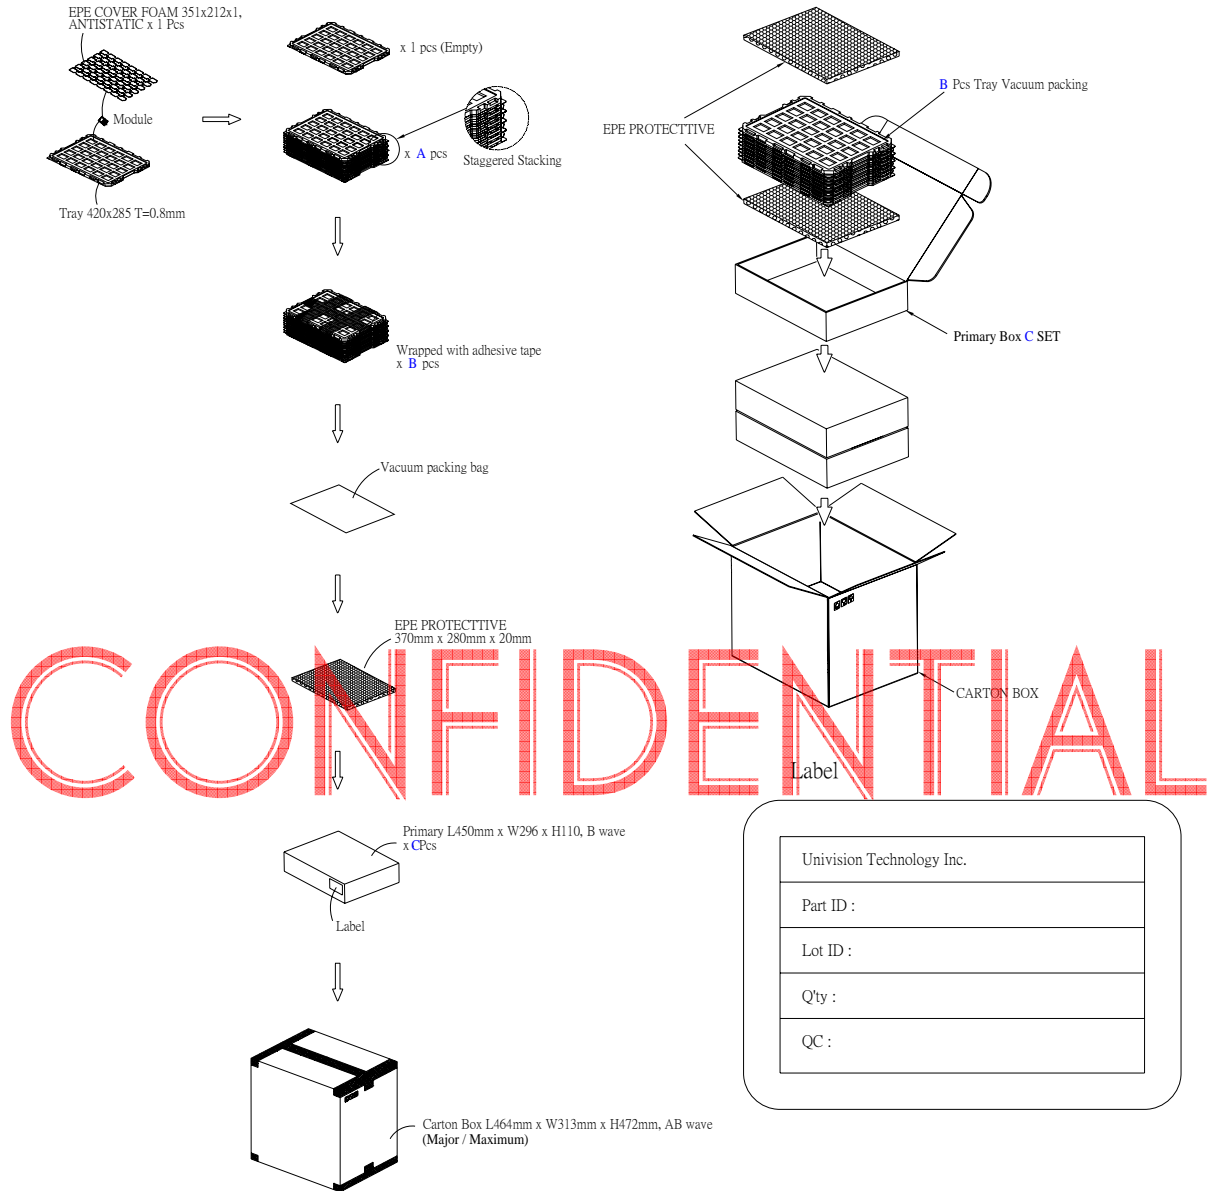 EPE COVER FOAM 351x212x1,
ANTISTATIC x 1 Pcs
Module
Tray 420x285 T=0.8mm
x 1 pcs (Empty)
x A pcs
Staggered Stacking
Wrapped with adhesive tape
x B pcs
Vacuum packing bag
EPE PROTECTTIVE
370mm x 280mm x 20mm
Primary L450mm x W296 x H110, B wave
x CPcs
Label
Carton Box L464mm x W313mm x H472mm, AB wave
(Major / Maximum)
B Pcs Tray Vacuum packing
EPE PROTECTTIVE
Primary Box C SET
CARTON BOX
CONFIDENTIAL
Label
Univision Technology Inc.
Part ID :
Lot ID :
Q'ty :
QC :